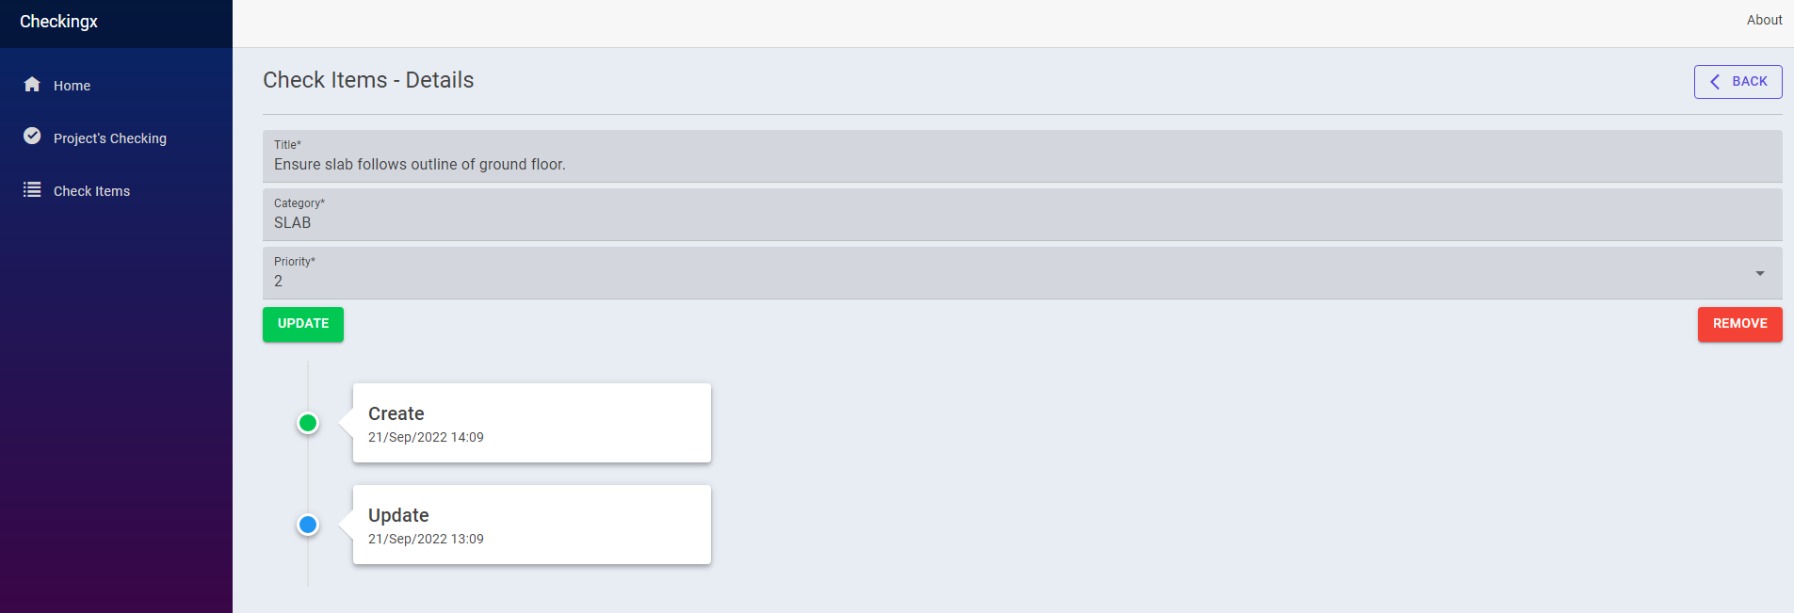 Checkingx
About
Home
Project's Checking
Check Items
Check Items - Details
BACK
Title*
Ensure slab follows outline of ground floor.
Category*
SLAB
Priority*
2
UPDATE
REMOVE
Create
21/Sep/2022 14:09
Update
21/Sep/2022 13:09